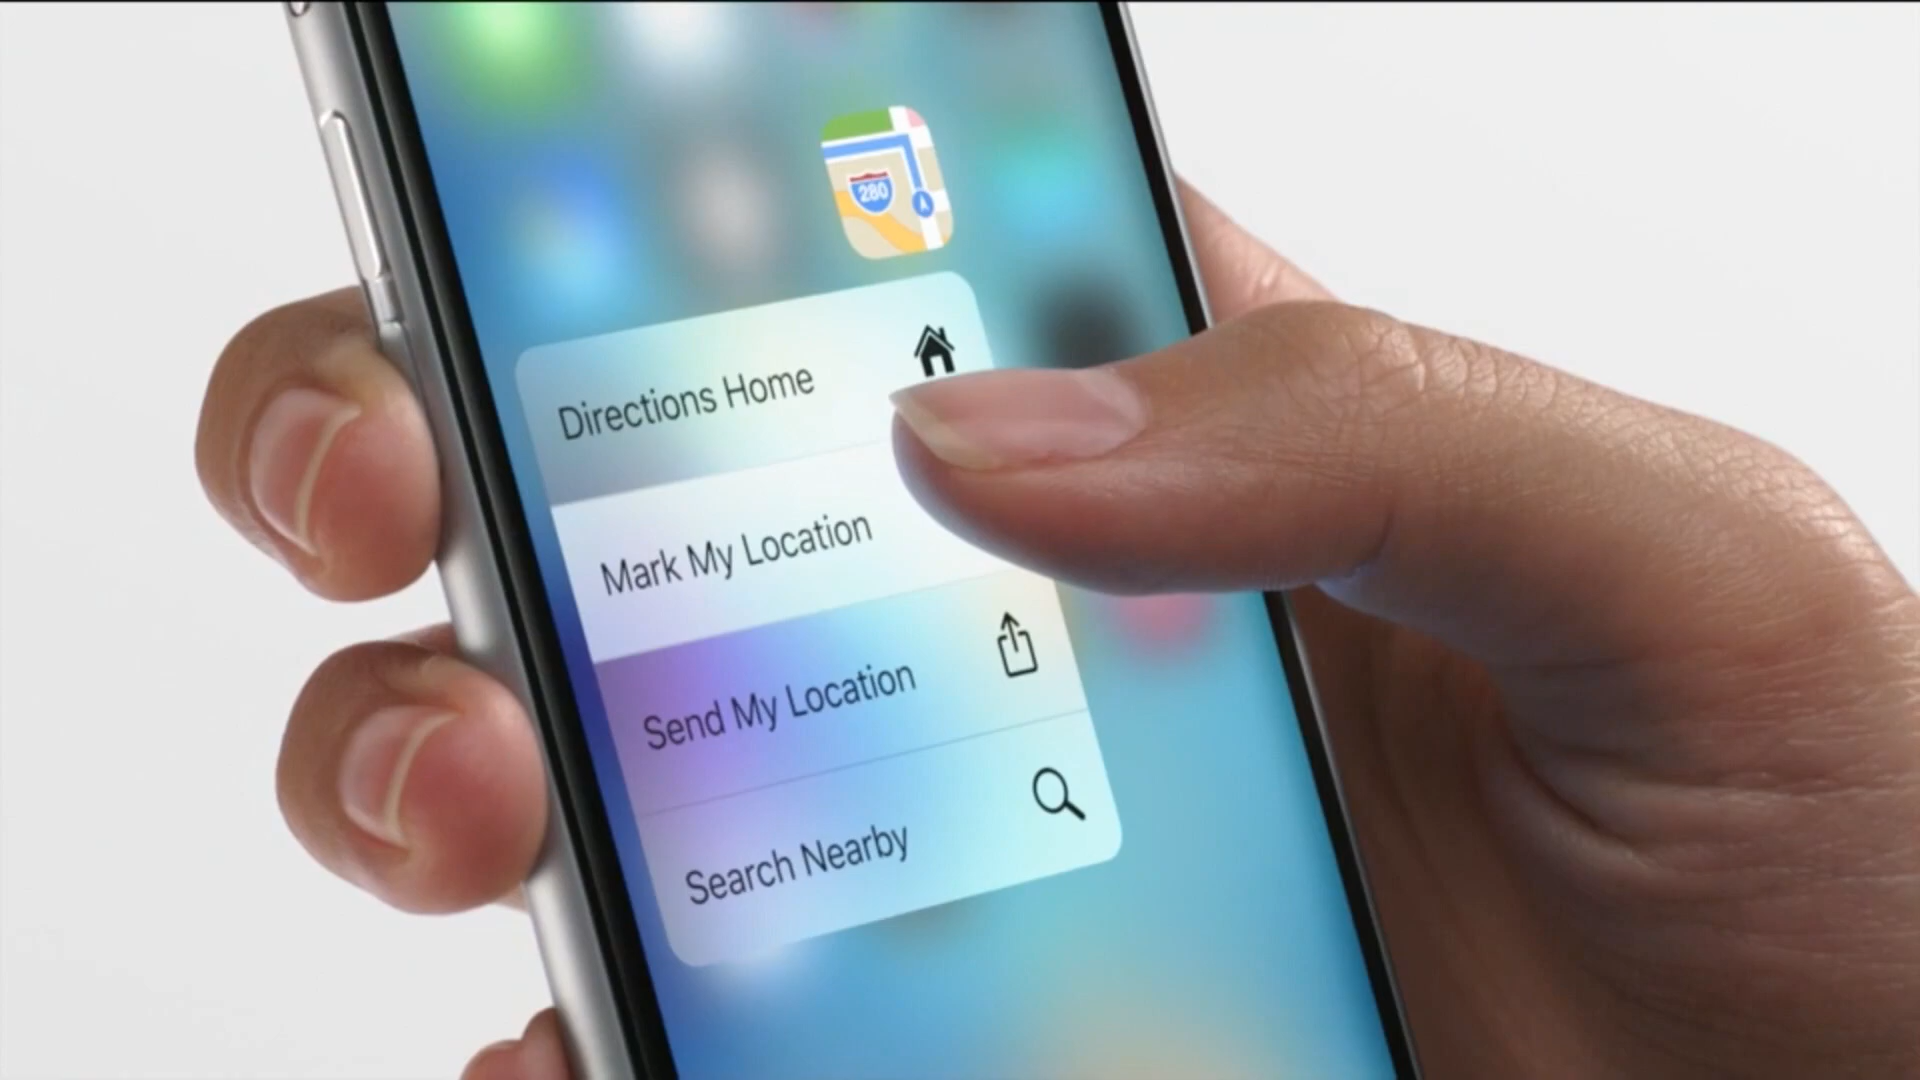 280
Directions Home
Mark My Location
Send My Location
Search Nearby